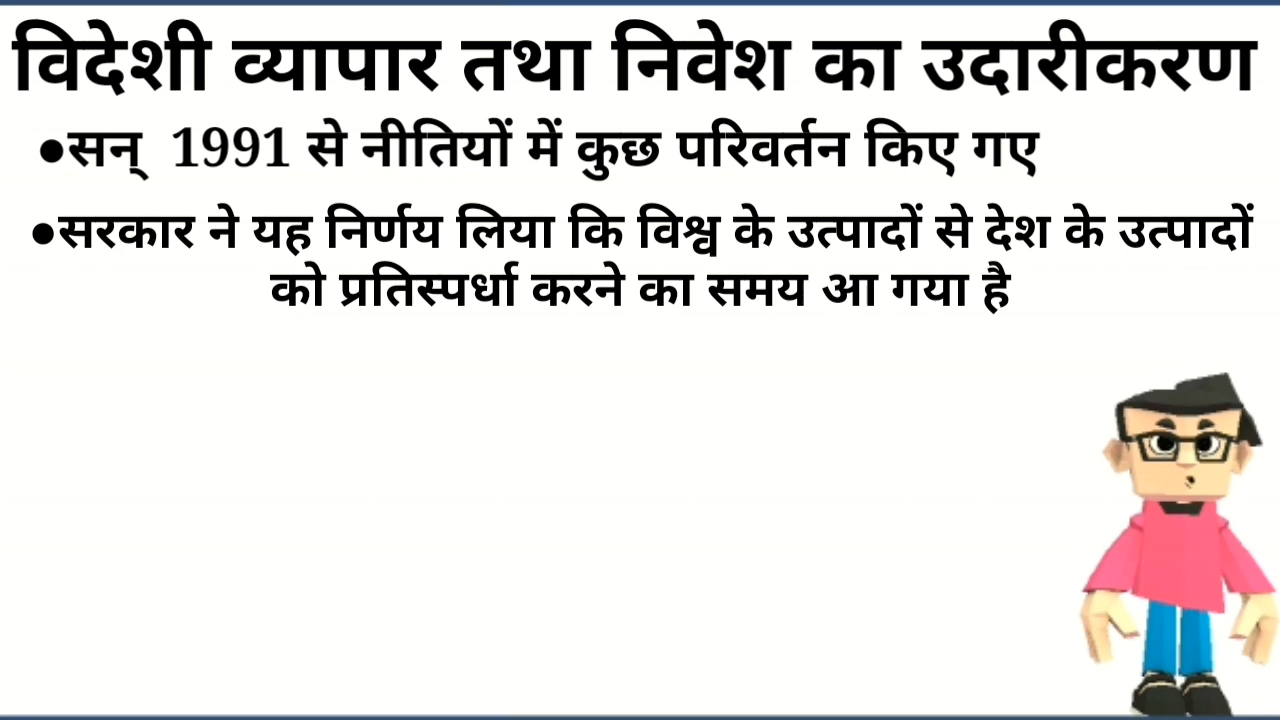 विदेशी व्यापार तथा निवेश का उदारीकरण
●सन् 1991 से नीतियों में कुछ परिवर्तन किए गए
●सरकार ने यह निर्णय लिया कि विश्व के उत्पादों से देश के उत्पादों
को प्रतिस्पर्धा करने का समय आ गया है